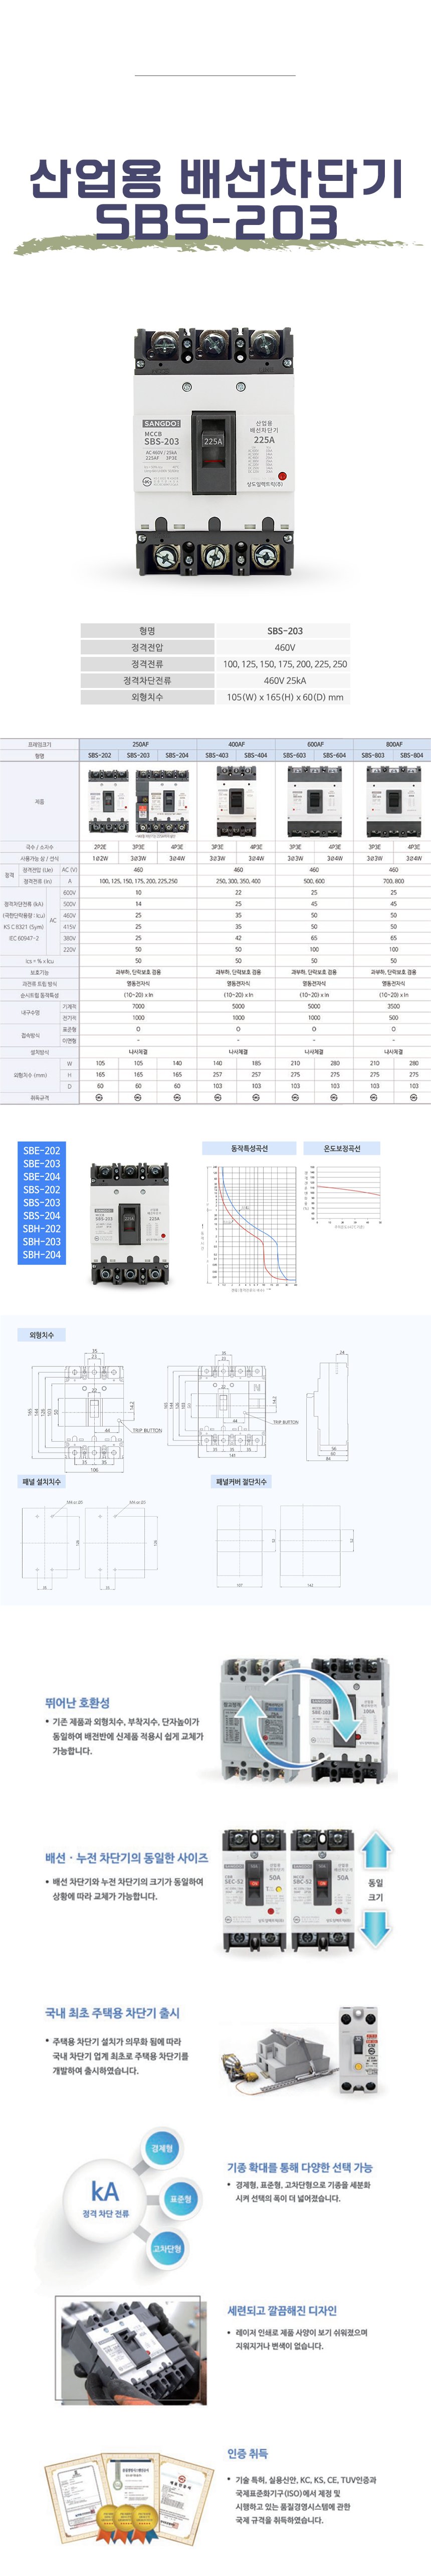 산업용 배선차단기
SBS-203
SANGDO
MCCB
SBS-203
AC460V/25kA
225AF 3P3E
225A
산업용
배선차단기
225A
상도일렉트릭(주)
형명 SBS-203
정격전압 460V
정격전류 100, 125, 150, 175, 200, 225, 250
정격차단전류 460V 25kA
외형치수 105(W) x 165(H) x 60(D) mm
프레임크기 250AF 400AF 600AF 800AF
형명 SBS-202 SBS-203 SBS-204 SBS-403 SBS-404 SBS-603 SBS-604 SBS-803 SBS-804
제품
극수 / 소자수 2P2E 3P3E 4P3E 3P3E 4P3E 3P3E 4P3E 3P3E 4P3E
사용가능 상 / 선식 1Ø2W 3Ø3W 3Ø4W 3Ø3W 3Ø4W 3Ø3W 3Ø4W 3Ø3W 3Ø4W
정격 정격전압 (Ue) AC (V) 460 460 460 460
정격전류 (In) A 100, 125, 150, 175, 200, 225,250 250, 300, 350, 400 500, 600 700, 800
정격차단전류 (kA)
(극한단락용량 : Icu)
KS C 8321 (Sym)
IEC 60947-2
AC
600V 10 22 25 25
500V 14 25 45 45
460V 25 35 50 50
415V 25 35 50 50
380V 25 42 65 65
220V 50 50 100 100
Ics = % x Icu 50 50 50 50
보호기능 과부하, 단락보호 겸용 과부하, 단락보호 겸용 과부하, 단락보호 겸용 과부하, 단락보호 겸용
과전류 트립 방식 열동전자식 열동전자식 열동전자식 열동전자식
순시트립 동작특성 (10~20) x In (10~20) x In (10~20) x In (10~20) x In
내구수명 기계적 7000 5000 5000 3500
전기적 1000 1000 1000 500
접속방식 표준형 O O O O
이면형 - - - -
설치방식 나사체결 나사체결 나사체결 나사체결
외형치수 (mm) W 105 105 140 140 185 210 280 210 280
H 165 165 165 257 257 275 275 275 275
D 60 60 60 103 103 103 103 103 103
취득규격
SBE-202
SBE-203
SBE-204
SBS-202
SBS-203
SBS-204
SBH-202
SBH-203
SBH-204
동작특성곡선
온도보정곡선
외형치수
TRIP BUTTON
TRIP BUTTON
패널 설치치수
패널커버 절단치수
뛰어난 호환성
• 기존 제품과 외형치수, 부착치수, 단자높이가
동일하여 배전반에 신제품 적용시 쉽게 교체가
가능합니다.
배선 · 누전 차단기의 동일한 사이즈
• 배선 차단기와 누전 차단기의 크기가 동일하여
상황에 따라 교체가 가능합니다.
동일
크기
국내 최초 주택용 차단기 출시
• 주택용 차단기 설치가 의무화 됨에 따라
국내 차단기 업계 최초로 주택용 차단기를
개발하여 출시하였습니다.
kA
정격 차단 전류
경제형
표준형
고차단형
기종 확대를 통해 다양한 선택 가능
• 경제형, 표준형, 고차단형으로 기종을 세분화
시켜 선택의 폭이 더 넓어졌습니다.
세련되고 깔끔해진 디자인
• 레이저 인쇄로 제품 사양이 보기 쉬워졌으며
지워지거나 변색이 없습니다.
인증 취득
• 기술 특허, 실용신안, KC, KS, CE, TUV인증과
국제표준화기구(ISO)에서 제정 및
시행하고 있는 품질경영시스템에 관한
국제 규격을 취득하였습니다.